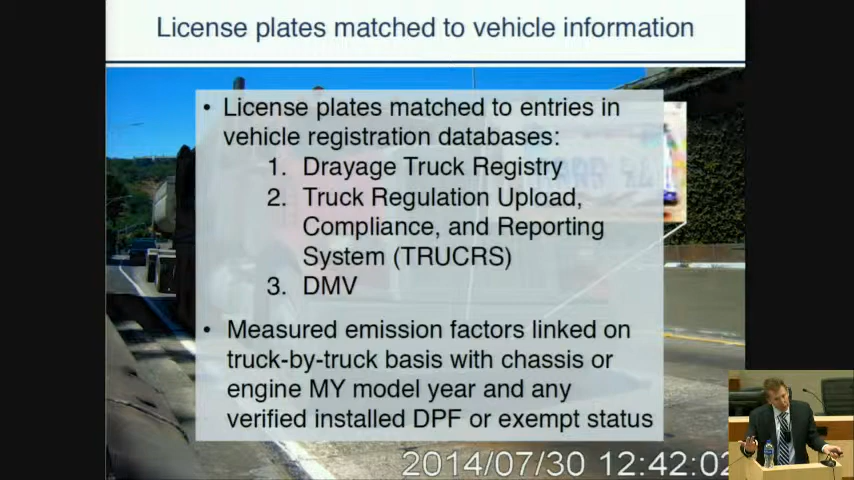 License plates matched to vehicle information
• License plates matched to entries in
vehicle registration databases:
1. Drayage Truck Registry
2. Truck Regulation Upload,
Compliance, and Reporting
System (TRUCRS)
3. DMV
• Measured emission factors linked on
truck-by-truck basis with chassis or
engine MY model year and any
verified installed DPF or exempt status
2014/07/30 12:42:02